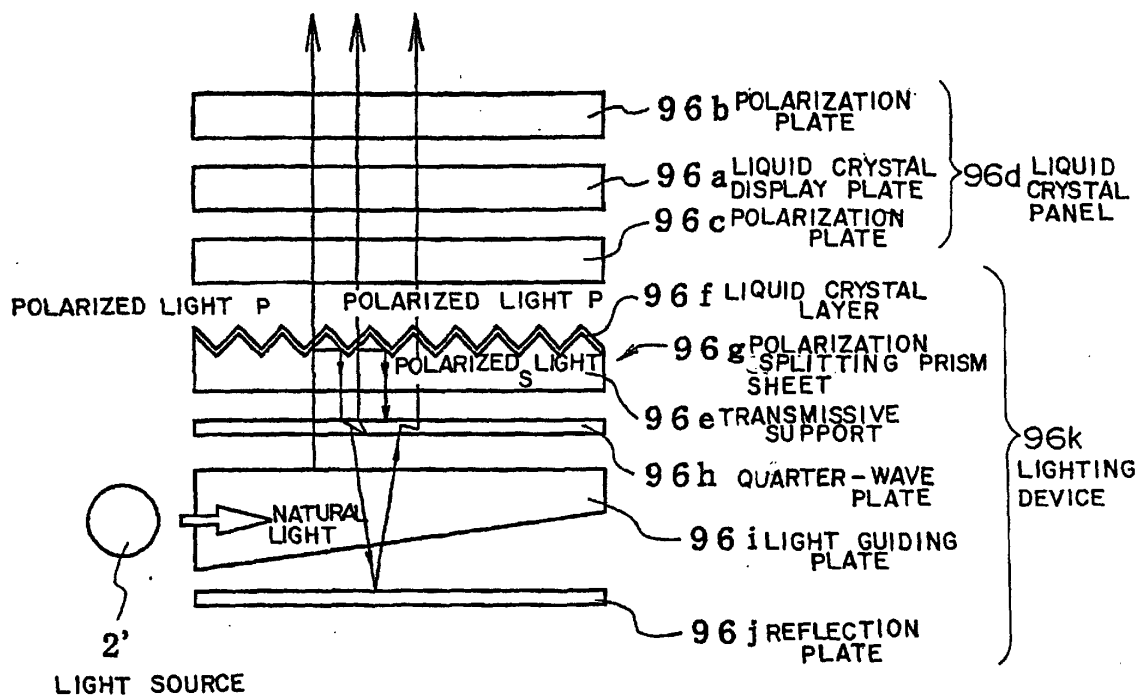 96b POLARIZATION
PLATE
96a LIQUID CRYSTAL
DISPLAY PLATE
96d LIQUID
CRYSTAL
PANEL
96c POLARIZATION
PLATE
POLARIZED LIGHT P
POLARIZED LIGHT P
96f LIQUID CRYSTAL
LAYER
96g POLARIZATION
SPLITTING PRISM
SHEET
POLARIZED LIGHT
S
96e TRANSMISSIVE
SUPPORT
96k
LIGHTING
DEVICE
96h QUARTER-WAVE
PLATE
NATURAL
LIGHT
96i LIGHT GUIDING
PLATE
96j REFLECTION
PLATE
2'
LIGHT SOURCE